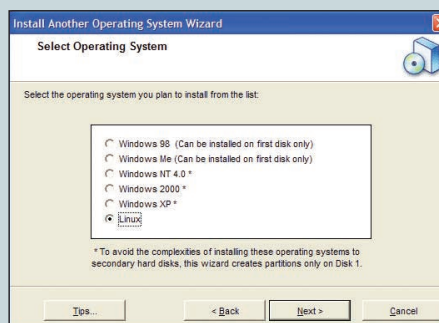 Install Another Operating System Wizard
Select Operating System
Select the operating system you plan to install from the list:
Windows 98 (Can be installed on first disk only)
Windows Me (Can be installed on first disk only)
Windows NT 4.0 *
Windows 2000 *
Windows XP *
Linux
* To avoid the complexities of installing these operating systems to
secondary hard disks, this wizard creates partitions only on Disk 1.
Tips... < Back Next > Cancel